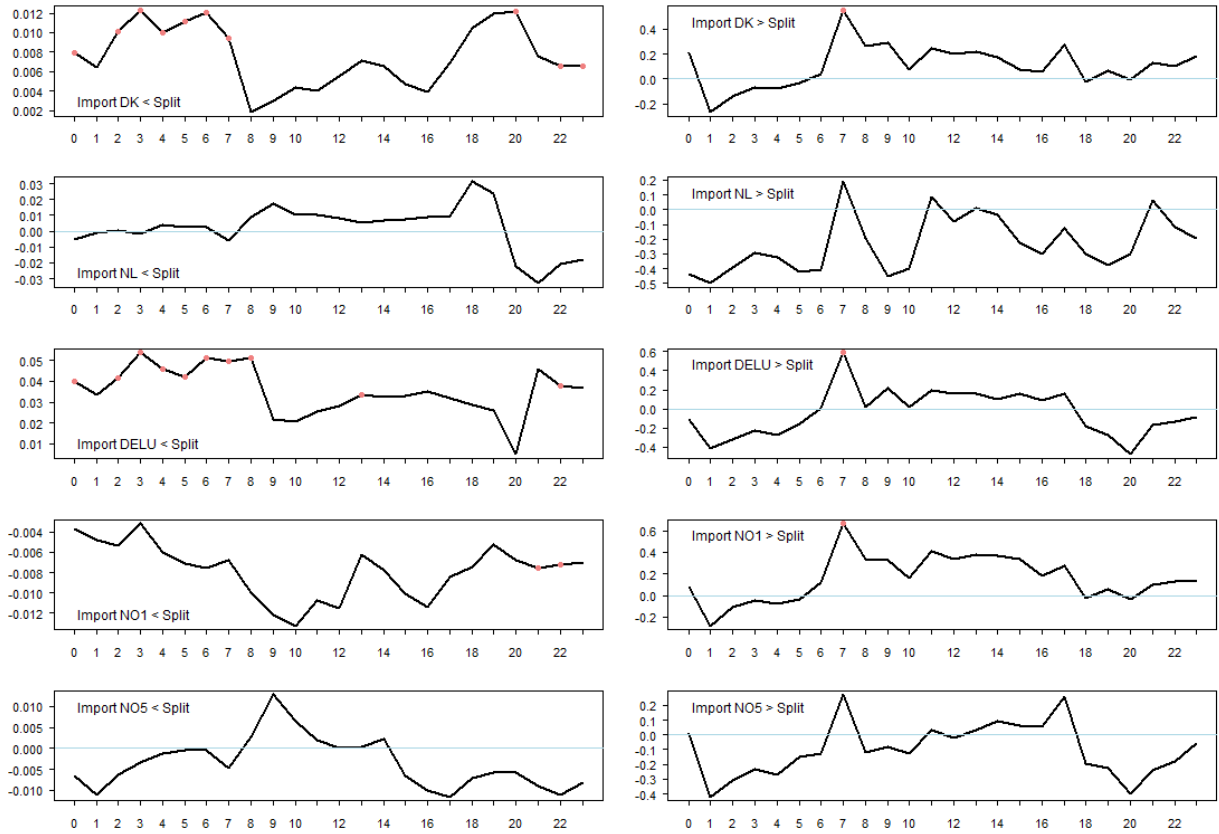 0.012
0.010
0.008
0.006
0.004
0.002
Import DK < Split
0 1 2 3 4 5 6 7 8 9 10 12 14 16 18 20 22
0.4
0.2
0.0
-0.2
Import DK > Split
0 1 2 3 4 5 6 7 8 9 10 12 14 16 18 20 22
0.03
0.02
0.01
0.00
-0.01
-0.02
-0.03
Import NL < Split
0 1 2 3 4 5 6 7 8 9 10 12 14 16 18 20 22
0.2
0.1
0.0
-0.1
-0.2
-0.3
-0.4
-0.5
Import NL > Split
0 1 2 3 4 5 6 7 8 9 10 12 14 16 18 20 22
0.05
0.04
0.03
0.02
0.01
Import DELU < Split
0 1 2 3 4 5 6 7 8 9 10 12 14 16 18 20 22
0.6
0.4
0.2
0.0
-0.2
-0.4
Import DELU > Split
0 1 2 3 4 5 6 7 8 9 10 12 14 16 18 20 22
-0.004
-0.006
-0.008
-0.010
-0.012
Import NO1 < Split
0 1 2 3 4 5 6 7 8 9 10 12 14 16 18 20 22
0.6
0.4
0.2
0.0
-0.2
Import NO1 > Split
0 1 2 3 4 5 6 7 8 9 10 12 14 16 18 20 22
0.010
0.005
0.000
-0.005
-0.010
Import NO5 < Split
0 1 2 3 4 5 6 7 8 9 10 12 14 16 18 20 22
0.2
0.1
0.0
-0.1
-0.2
-0.3
-0.4
Import NO5 > Split
0 1 2 3 4 5 6 7 8 9 10 12 14 16 18 20 22